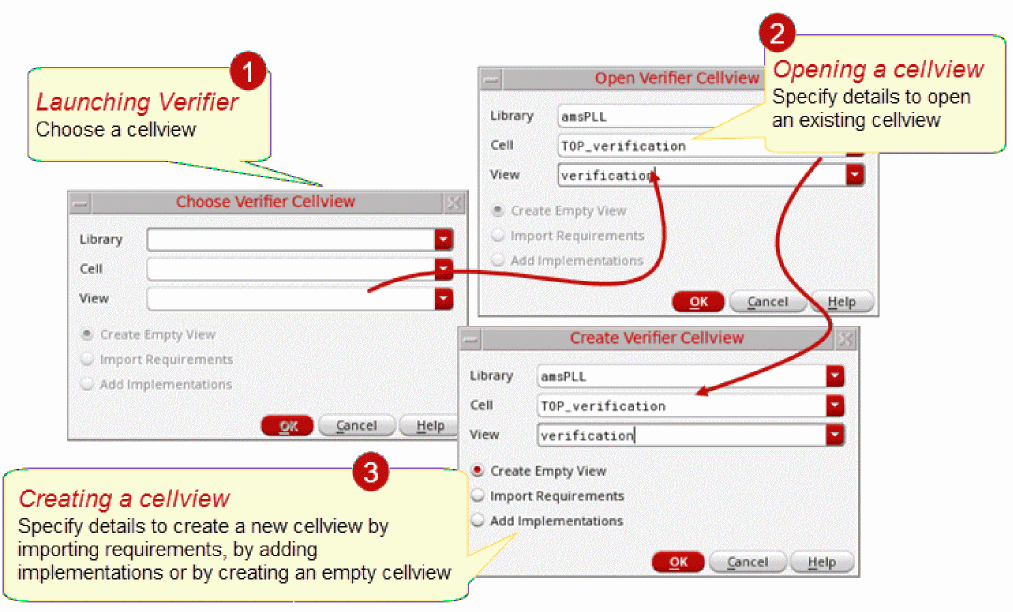 1
Launching Verifier
Choose a cellview
Choose Verifier Cellview
Library
Cell
View
Create Empty View
Import Requirements
Add Implementations
OK
Cancel
Help
2
Opening a cellview
Specify details to open
an existing cellview
Open Verifier Cellview
Library
amsPLL
Cell
TOP_verification
View
verification
Create Empty View
Import Requirements
Add Implementations
OK
Cancel
Help
Create Verifier Cellview
Library
amsPLL
Cell
TOP_verification
View
verification
Create Empty View
Import Requirements
Add Implementations
OK
Cancel
Help
3
Creating a cellview
Specify details to create a new cellview by
importing requirements, by adding
implementations or by creating an empty cellview